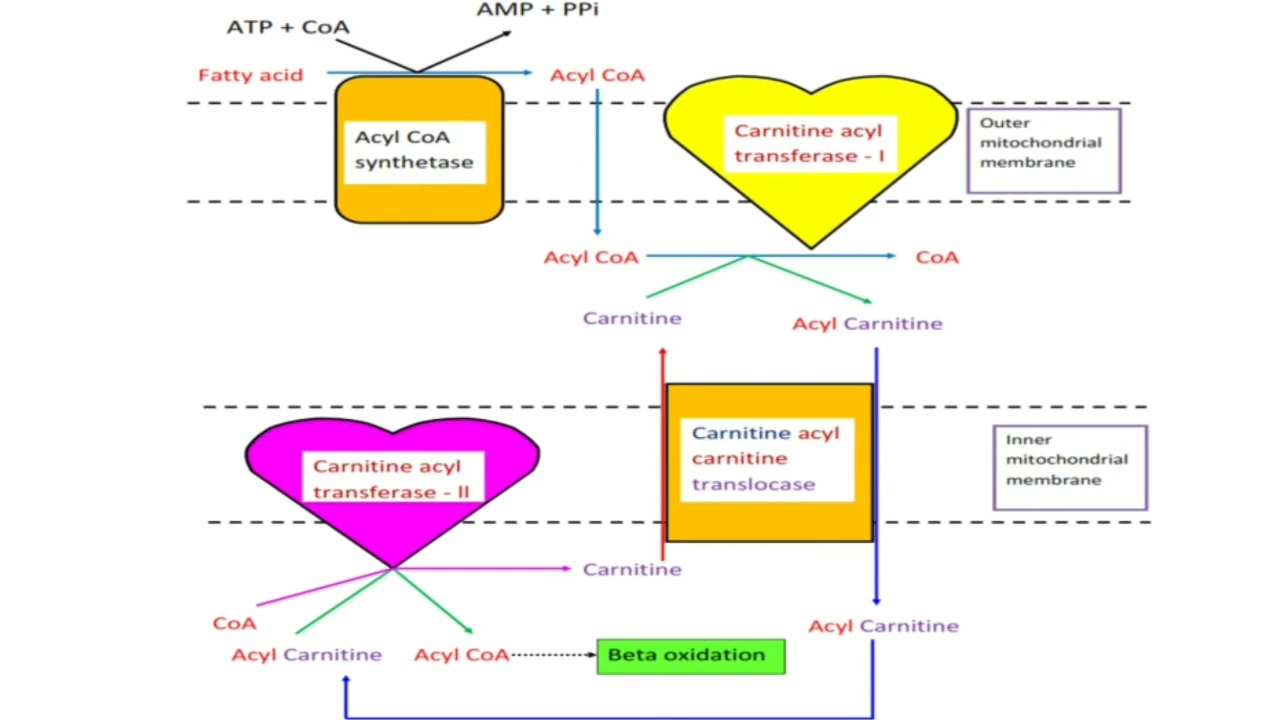 AMP + PPi
ATP + CoA
Fatty acid
Acyl CoA
Acyl CoA
synthetase
Carnitine acyl
transferase - I
Outer
mitochondrial
membrane
Acyl CoA
CoA
Carnitine
Acyl Carnitine
Carnitine acyl
carnitine
translocase
Inner
mitochondrial
membrane
Carnitine acyl
transferase - II
Carnitine
CoA
Acyl Carnitine
Acyl Carnitine
Acyl CoA
Beta oxidation